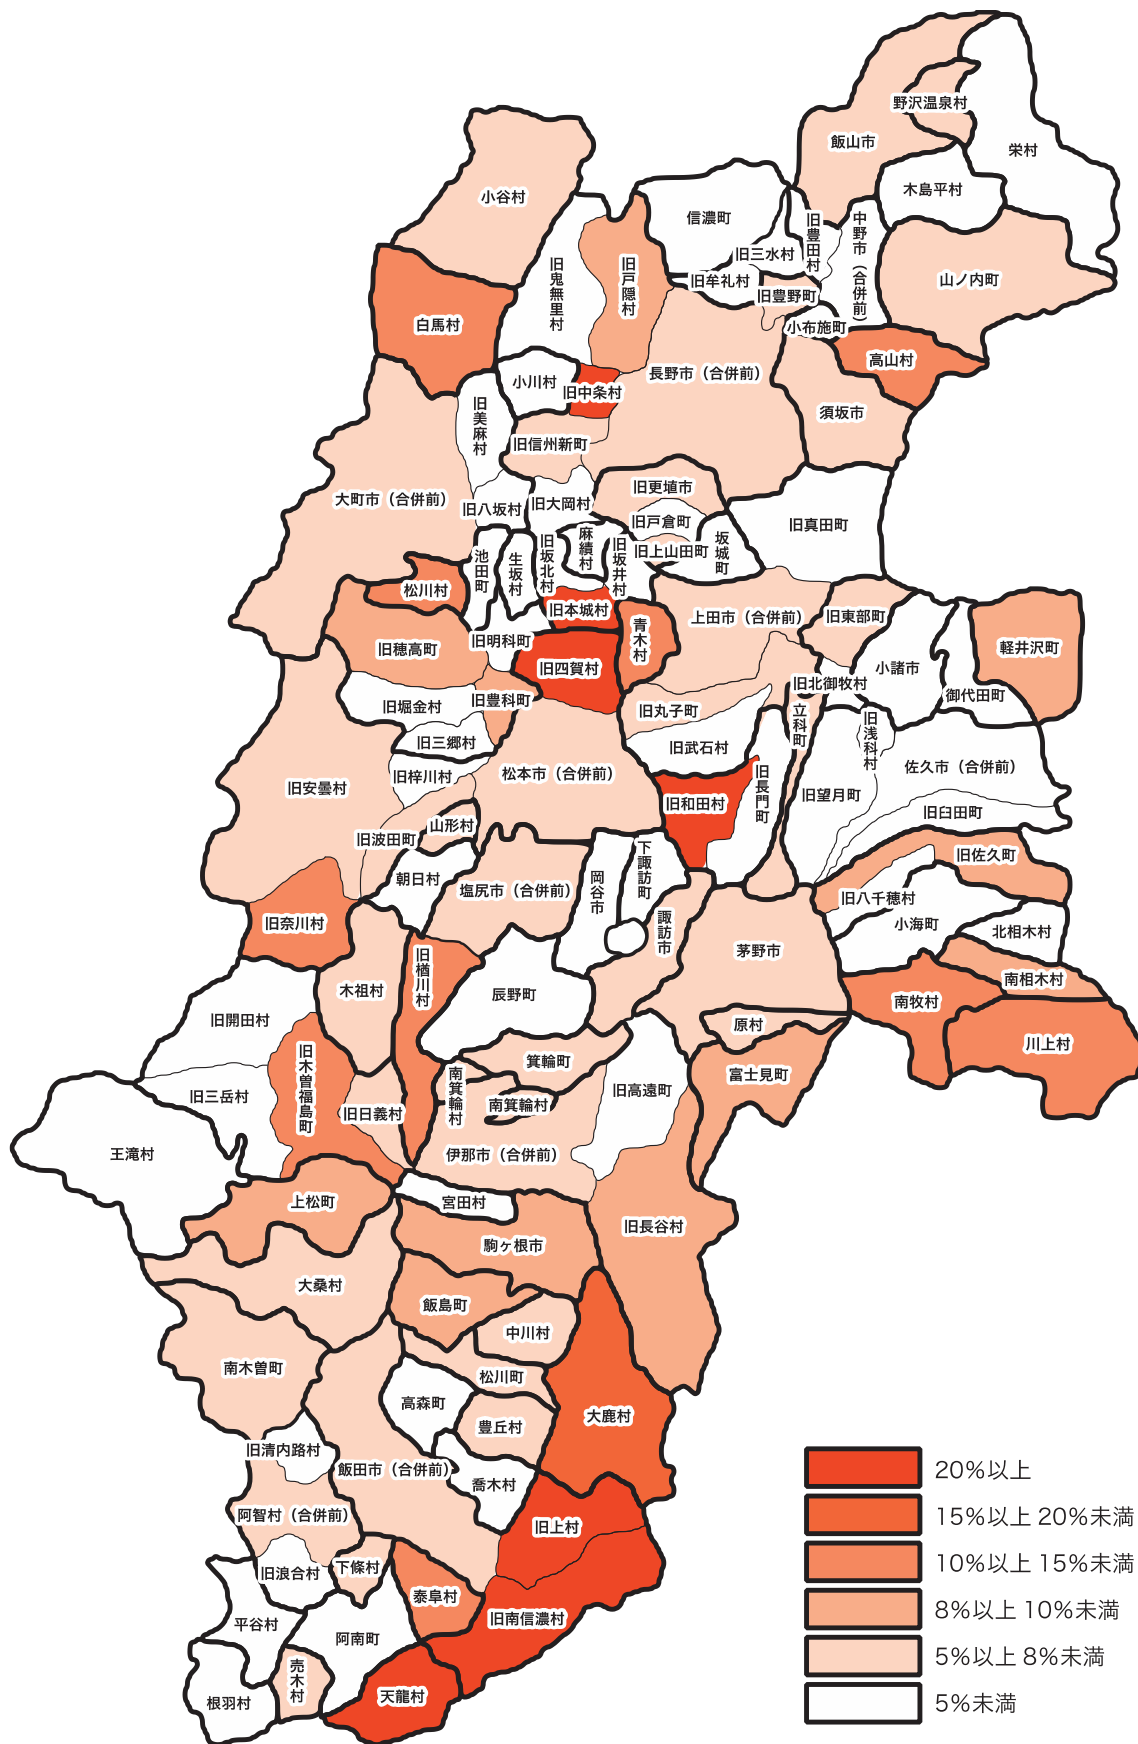 野沢温泉村
飯山市
栄村
木島平村
小谷村
信濃町
旧豊田村
中野市（合併前）
旧三水村
旧鬼無里村
旧戸隠村
旧牟礼村
山ノ内町
旧豊野町
白馬村
小布施町
高山村
長野市（合併前）
小川村
旧中条村
須坂市
旧美麻村
旧信州新町
旧更埴市
大町市（合併前）
旧八坂村
旧大岡村
旧戸倉町
旧真田町
麻績村
旧坂井村
旧上山田町
坂城町
池田町
生坂村
旧坂北村
松川村
旧本城村
青木村
上田市（合併前）
旧東部町
旧穂高町
旧明科町
旧四賀村
小諸市
軽井沢町
旧北御牧村
御代田町
旧堀金村
旧豊科町
旧丸子町
立科町
旧浅科村
旧三郷村
旧武石村
旧安曇村
旧梓川村
松本市（合併前）
旧長門町
旧望月町
佐久市（合併前）
旧和田村
旧臼田町
旧波田町
山形村
旧佐久町
朝日村
塩尻市（合併前）
岡谷市
下諏訪町
旧八千穂村
旧奈川村
諏訪市
小海町
北相木村
木祖村
旧楢川村
茅野市
南相木村
辰野町
南牧村
旧開田村
原村
川上村
旧木曽福島町
箕輪町
富士見町
旧三岳村
旧日義村
南箕輪村
南箕輪村
旧高遠町
王滝村
伊那市（合併前）
上松町
宮田村
旧長谷村
駒ヶ根市
大桑村
飯島町
中川村
南木曽町
松川町
高森町
大鹿村
豊丘村
旧清内路村
飯田市（合併前）
喬木村
阿智村（合併前）
旧上村
旧浪合村
下條村
泰阜村
旧南信濃村
平谷村
阿南町
売木村
根羽村
天龍村
20%以上
15%以上 20%未満
10%以上 15%未満
8%以上 10%未満
5%以上 8%未満
5%未満